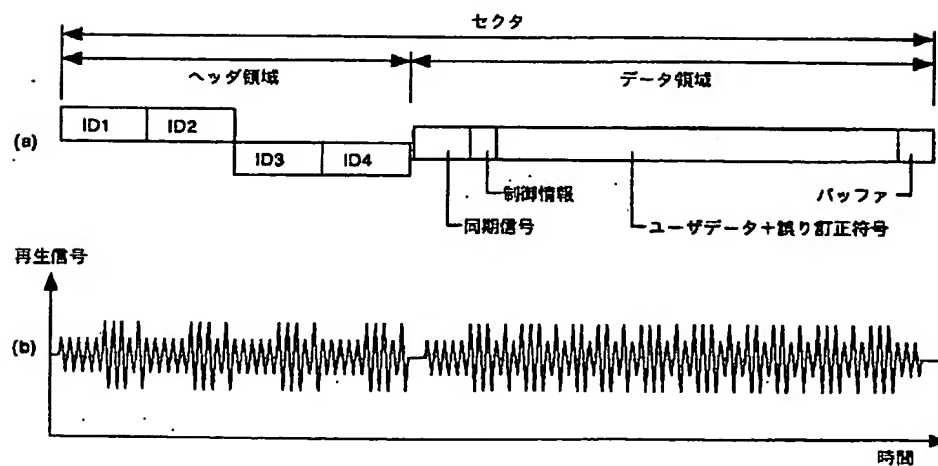 セクタ
ヘッダ領域 データ領域
(a) ID1 ID2
ID3 ID4
制御情報 バッファ
同期信号 ユーザデータ+誤り訂正符号
再生信号
(b)
時間